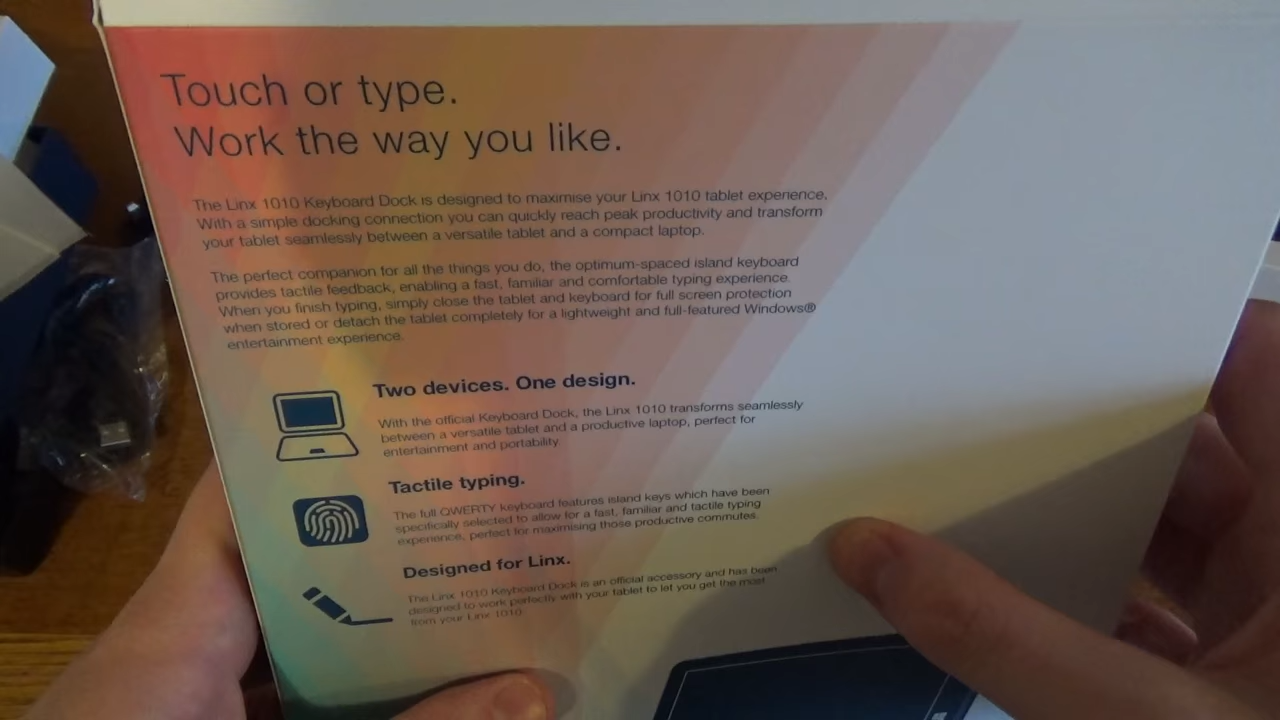 Touch or type.
Work the way you like.
The Linx 1010 Keyboard Dock is designed to maximise your Linx 1010 tablet experience.
With a simple docking connection you can quickly reach peak productivity and transform
your tablet seamlessly between a versatile tablet and a compact laptop.
The perfect companion for all the things you do, the optimum-spaced island keyboard
provides tactile feedback, enabling a fast, familiar and comfortable typing experience.
When you finish typing, simply close the tablet and keyboard for full screen protection
when stored or detach the tablet completely for a lightweight and full-featured Windows®
entertainment experience.
Two devices. One design.
With the official Keyboard Dock, the Linx 1010 transforms seamlessly
between a versatile tablet and a productive laptop, perfect for
entertainment and portability.
Tactile typing.
The full QWERTY keyboard features island keys which have been
specifically selected to allow for a fast, familiar and tactile typing
experience, perfect for maximising those productive commutes.
Designed for Linx.
The Linx 1010 Keyboard Dock is an official accessory and has been
designed to work perfectly with your tablet to let you get the most
from your Linx 1010.